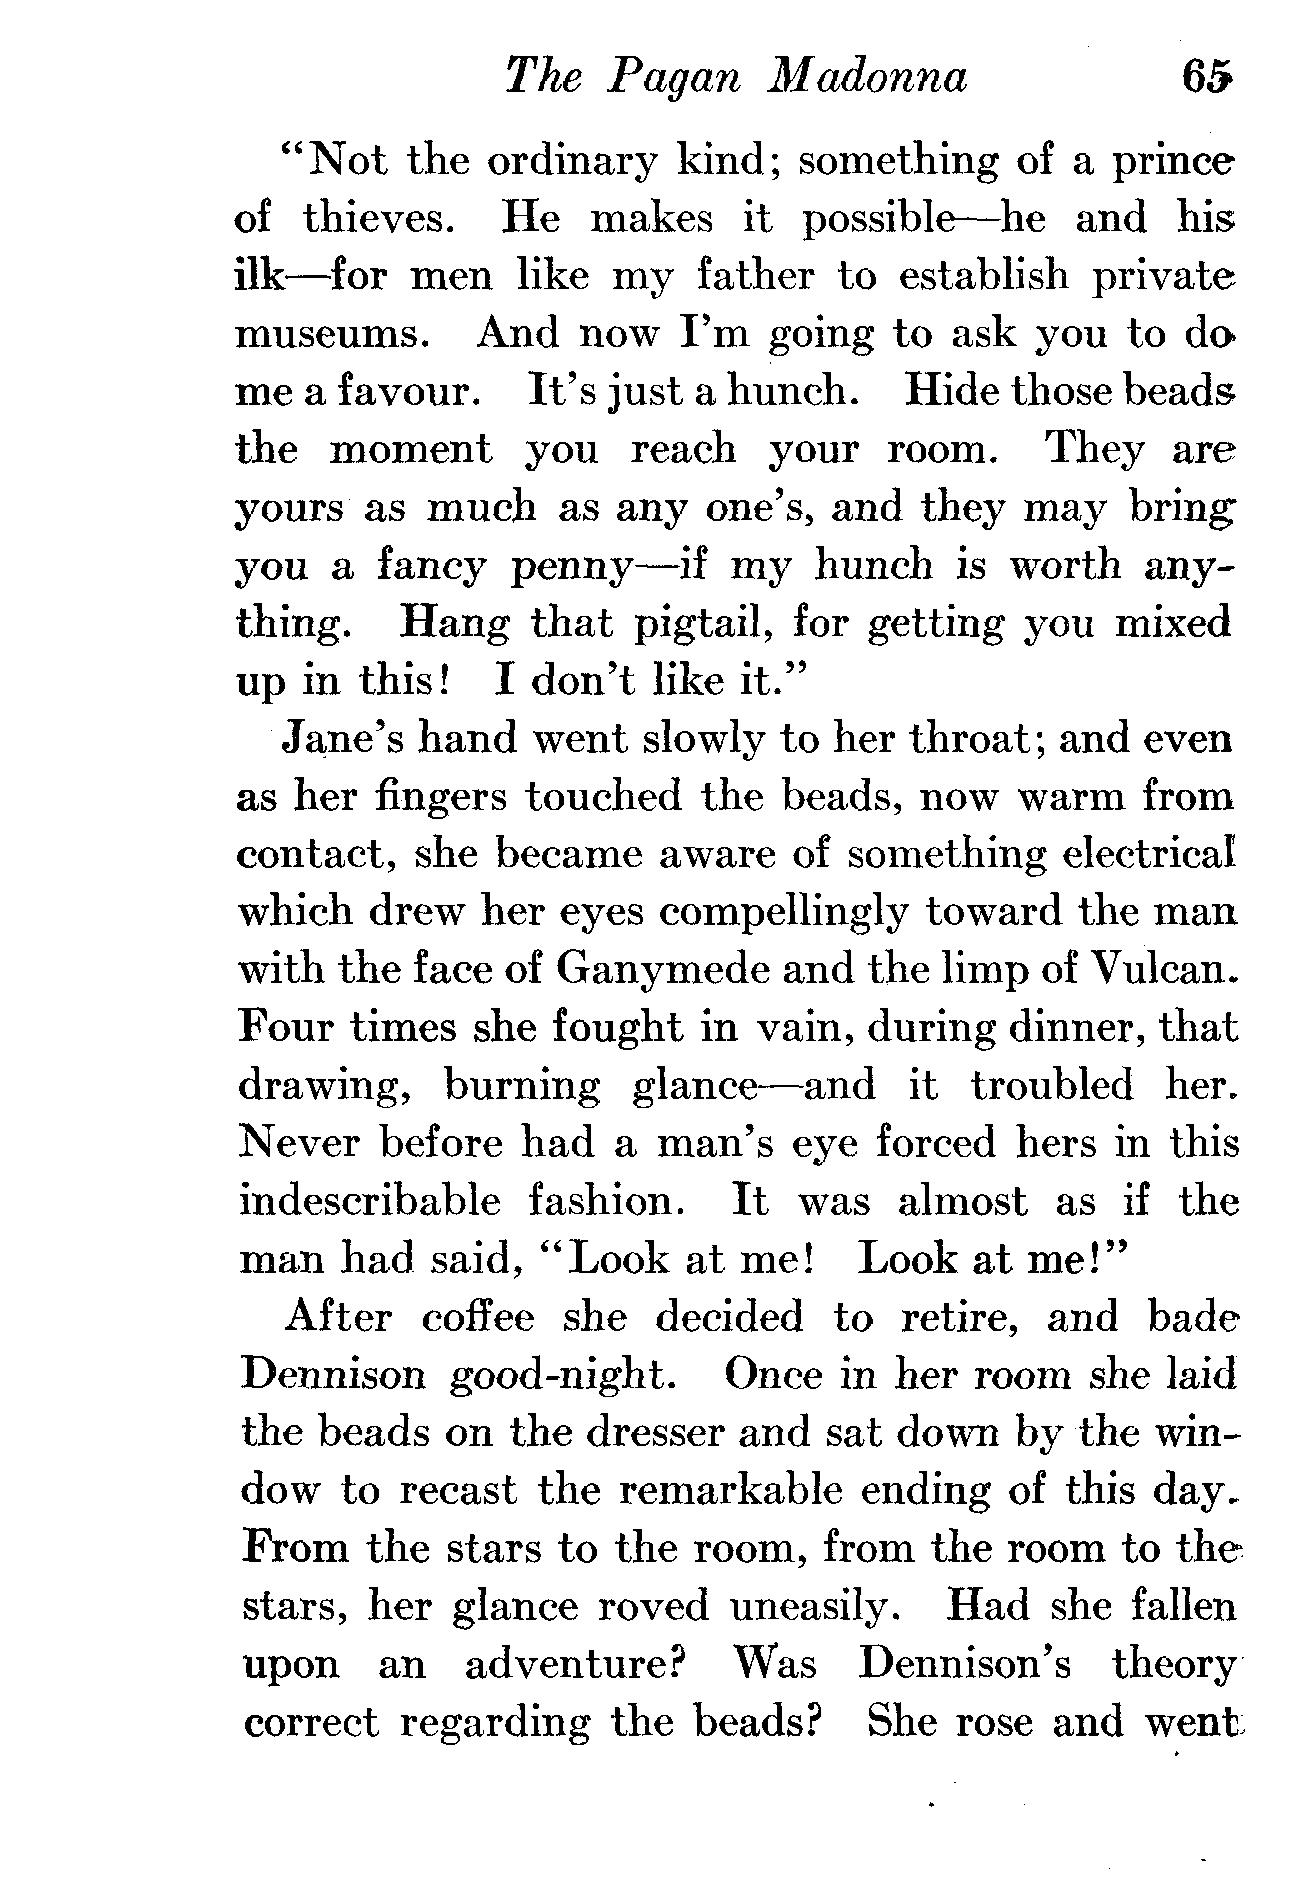 The Pagan Madonna 65
“Not the ordinary kind; something of a prince
of thieves. He makes it possible—he and his
ilk—for men like my father to establish private
museums. And now I’m going to ask you to do
me a favour. It’s just a hunch. Hide those beads
the moment you reach your room. They are
yours as much as any one’s, and they may bring
you a fancy penny—if my hunch is worth any-
thing. Hang that pigtail, for getting you mixed
up in this! I don’t like it.”
Jane’s hand went slowly to her throat; and even
as her fingers touched the beads, now warm from
contact, she became aware of something electrical
which drew her eyes compellingly toward the man
with the face of Ganymede and the limp of Vulcan.
Four times she fought in vain, during dinner, that
drawing, burning glance—and it troubled her.
Never before had a man’s eye forced hers in this
indescribable fashion. It was almost as if the
man had said, “Look at me! Look at me!”
After coffee she decided to retire, and bade
Dennison good-night. Once in her room she laid
the beads on the dresser and sat down by the win-
dow to recast the remarkable ending of this day.
From the stars to the room, from the room to the
stars, her glance roved uneasily. Had she fallen
upon an adventure? Was Dennison’s theory
correct regarding the beads? She rose and went